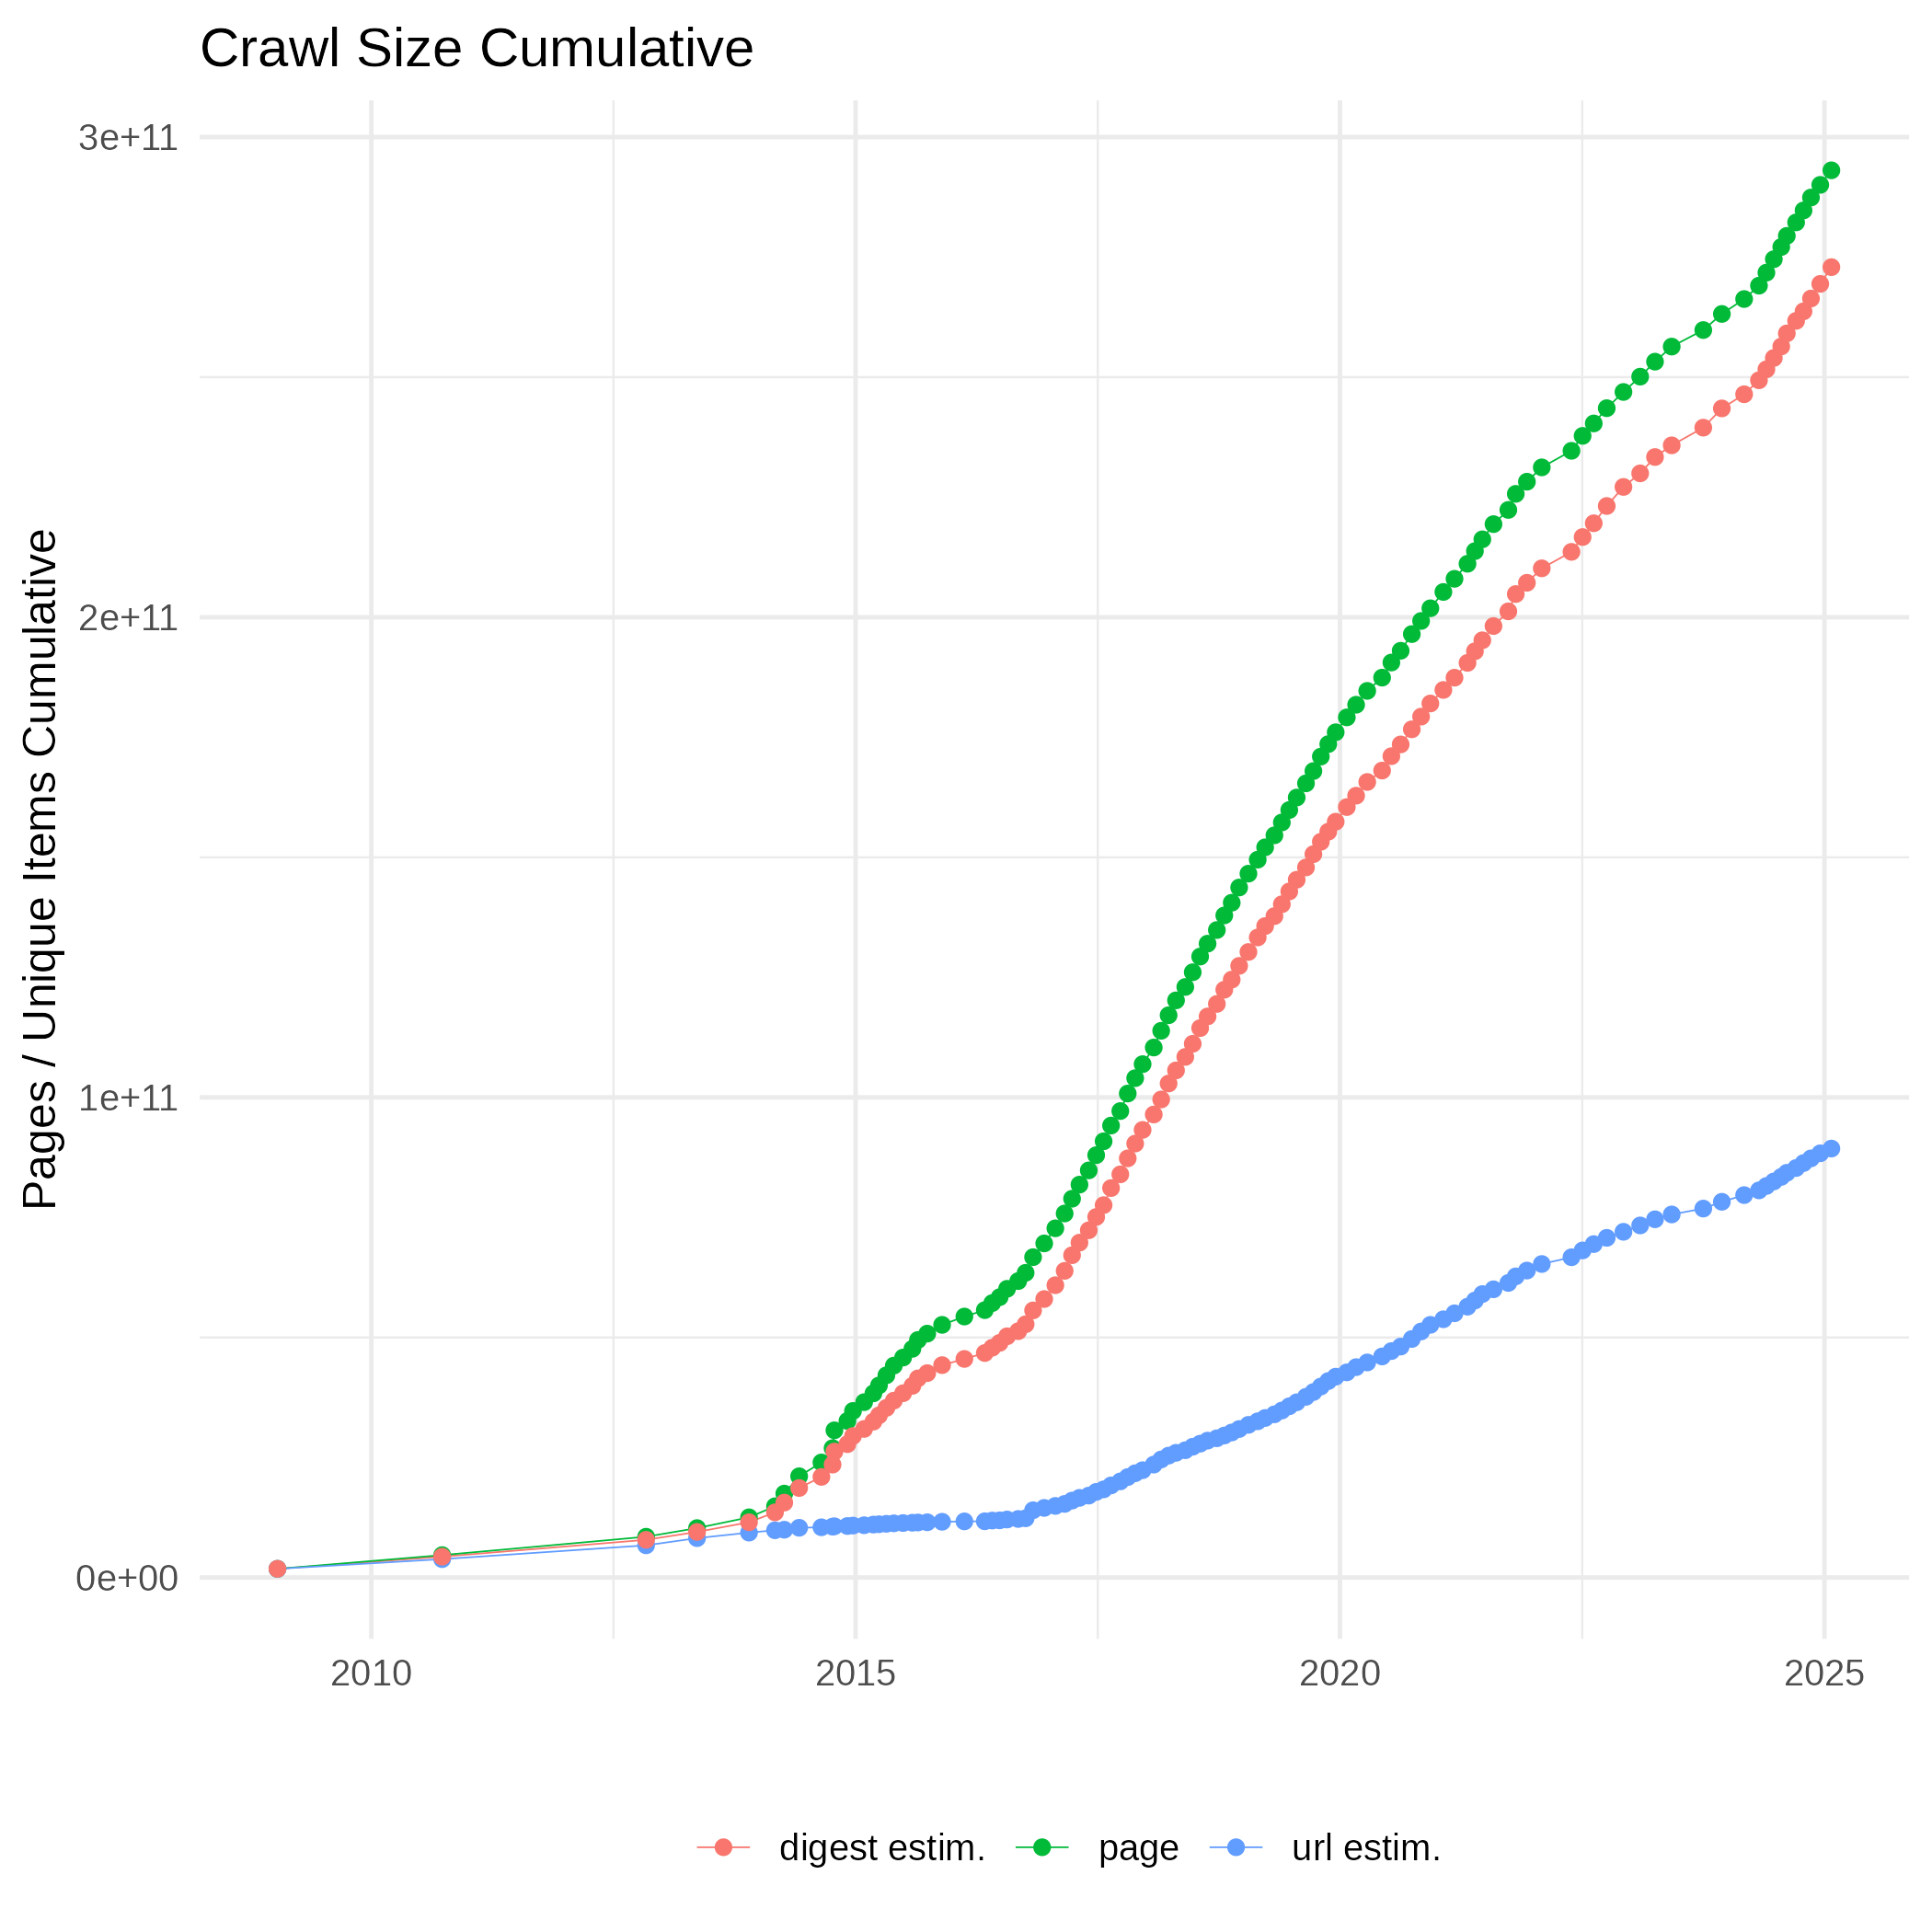 Crawl Size Cumulative
Pages / Unique Items Cumulative
3e+11
2e+11
1e+11
0e+00
2010 2015 2020 2025
digest estim. page url estim.